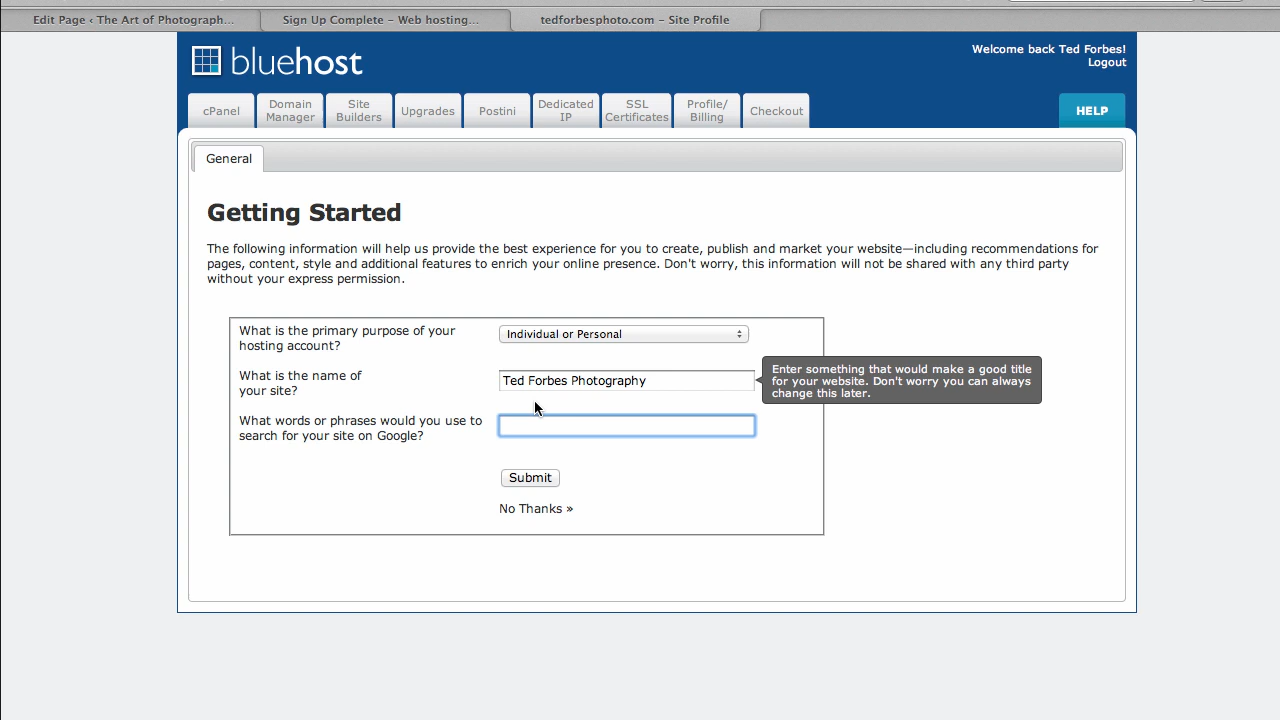 Edit Page ‹ The Art of Photograph...
Sign Up Complete – Web hosting...
tedforbesphoto.com – Site Profile
bluehost
Welcome back Ted Forbes!
Logout
cPanel
Domain
Manager
Site
Builders
Upgrades
Postini
Dedicated
IP
SSL
Certificates
Profile/
Billing
Checkout
HELP
General
Getting Started
The following information will help us provide the best experience for you to create, publish and market your website—including recommendations for
pages, content, style and additional features to enrich your online presence. Don't worry, this information will not be shared with any third party
without your express permission.
What is the primary purpose of your
hosting account?
Individual or Personal
What is the name of
your site?
Ted Forbes Photography
Enter something that would make a good title
for your website. Don't worry you can always
change this later.
What words or phrases would you use to
search for your site on Google?
Submit
No Thanks »